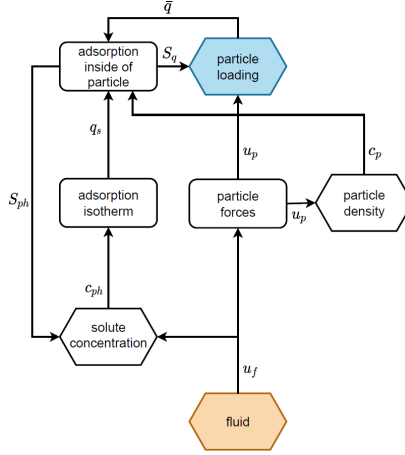 q̄
adsorption
inside of
particle
S_q
particle
loading
q_s
u_p
c_p
S_ph
adsorption
isotherm
particle
forces
u_p
particle
density
c_ph
solute
concentration
u_f
fluid